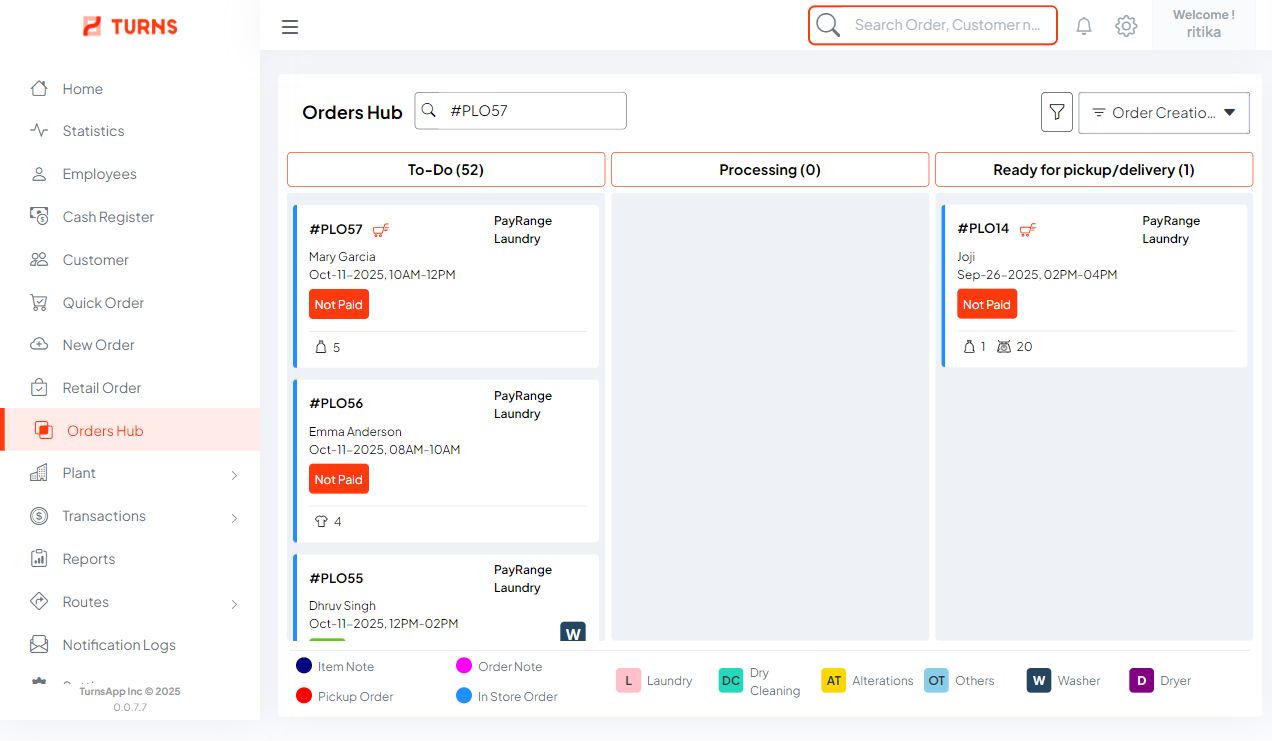 TURNS
Search Order, Customer n...
Welcome !
ritika
Home
Statistics
Employees
Cash Register
Customer
Quick Order
New Order
Retail Order
Orders Hub
Plant
Transactions
Reports
Routes
Notification Logs
TurnsApp Inc © 2025
0.0.7.7
Orders Hub
#PLO57
Order Creatio...
To-Do (52)
Processing (0)
Ready for pickup/delivery (1)
#PLO57
PayRange
Laundry
Mary Garcia
Oct-11-2025, 10AM-12PM
Not Paid
5
#PLO56
PayRange
Laundry
Emma Anderson
Oct-11-2025, 08AM-10AM
Not Paid
4
#PLO55
PayRange
Laundry
Dhruv Singh
Oct-11-2025, 12PM-02PM
W
#PLO14
PayRange
Laundry
Joji
Sep-26-2025, 02PM-04PM
Not Paid
1 20
Item Note
Order Note
Pickup Order
In Store Order
L Laundry
DC Dry
Cleaning
AT Alterations
OT Others
W Washer
D Dryer